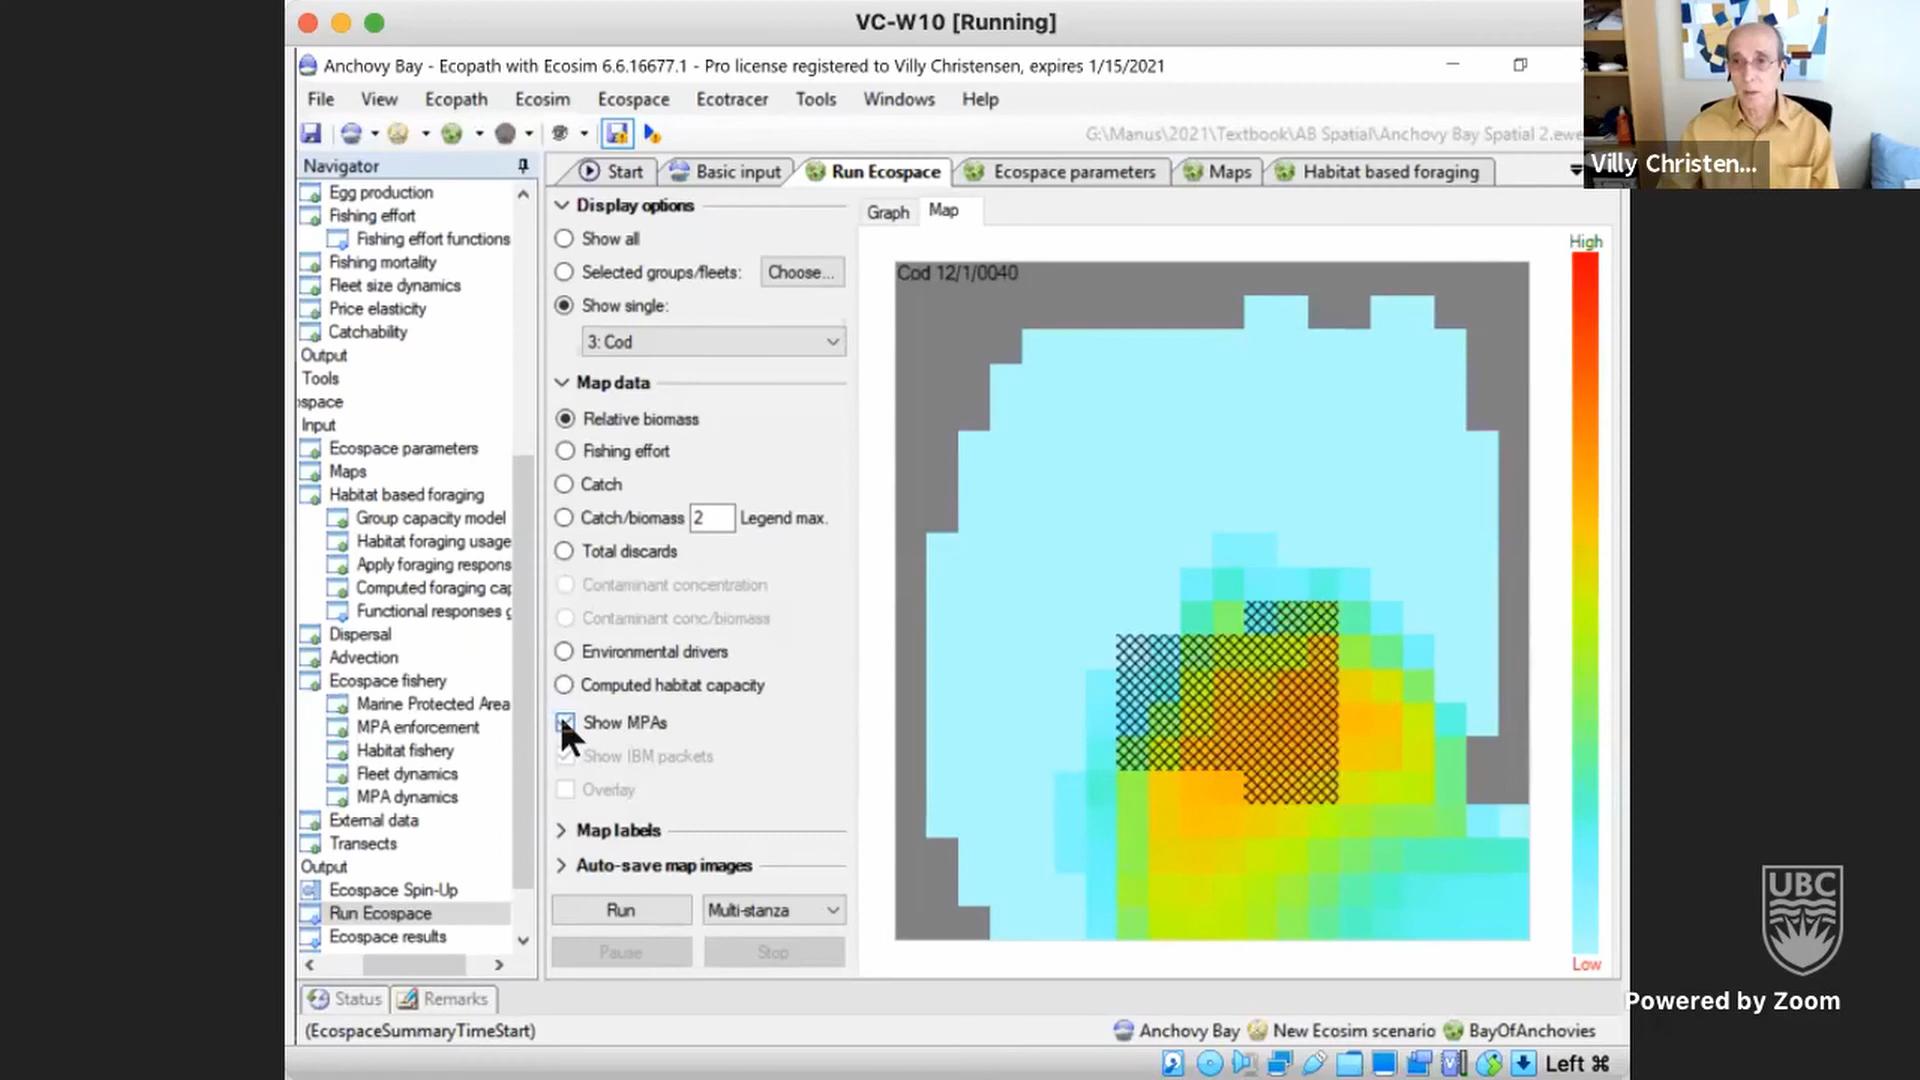 VC-W10 [Running]
Anchovy Bay - Ecopath with Ecosim 6.6.16677.1 - Pro license registered to Villy Christensen, expires 1/15/2021
File View Ecopath Ecosim Ecospace Ecotracer Tools Windows Help
G:\Manus\2021\Textbook\AB Spatial\Anchovy Bay Spatial 2.ewe
Villy Christen...
Navigator
Start Basic input Run Ecospace Ecospace parameters Maps Habitat based foraging
Egg production
Fishing effort
Fishing effort functions
Fishing mortality
Fleet size dynamics
Price elasticity
Catchability
Output
Tools
ospace
Input
Ecospace parameters
Maps
Habitat based foraging
Group capacity model
Habitat foraging usage
Apply foraging respons
Computed foraging cap
Functional responses g
Dispersal
Advection
Ecospace fishery
Marine Protected Area
MPA enforcement
Habitat fishery
Fleet dynamics
MPA dynamics
External data
Transects
Output
Ecospace Spin-Up
Run Ecospace
Ecospace results
Display options
Show all
Selected groups/fleets: Choose...
Show single:
3: Cod
Map data
Relative biomass
Fishing effort
Catch
Catch/biomass 2 Legend max.
Total discards
Contaminant concentration
Contaminant conc/biomass
Environmental drivers
Computed habitat capacity
Show MPAs
Show IBM packets
Overlay
Map labels
Auto-save map images
Run Multi-stanza
Pause Stop
Graph Map
Cod 12/1/0040
High
Low
Status Remarks
(EcospaceSummaryTimeStart)
Anchovy Bay New Ecosim scenario BayOfAnchovies
Left ⌘
UBC
Powered by Zoom